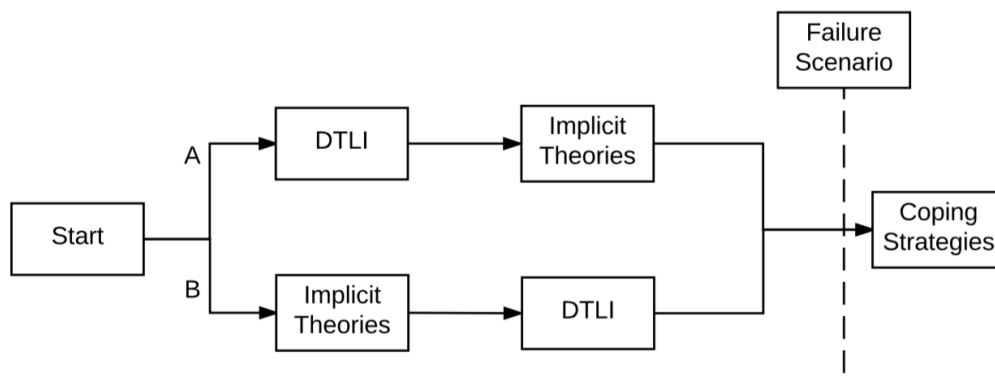 Failure
Scenario
A
DTLI
Implicit
Theories
Start
Coping
Strategies
B
Implicit
Theories
DTLI